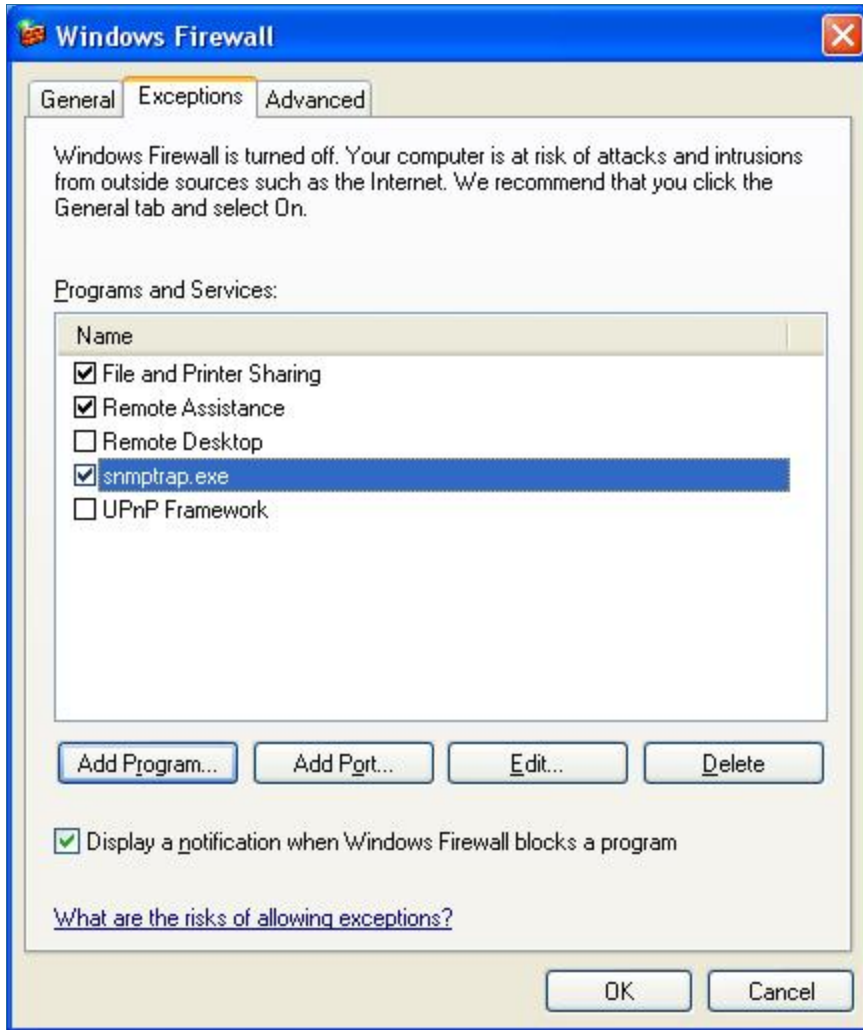 Windows Firewall
General
Exceptions
Advanced
Windows Firewall is turned off. Your computer is at risk of attacks and intrusions
from outside sources such as the Internet. We recommend that you click the
General tab and select On.
Programs and Services:
Name
File and Printer Sharing
Remote Assistance
Remote Desktop
snmptrap.exe
UPnP Framework
Add Program...
Add Port...
Edit...
Delete
Display a notification when Windows Firewall blocks a program
What are the risks of allowing exceptions?
OK
Cancel